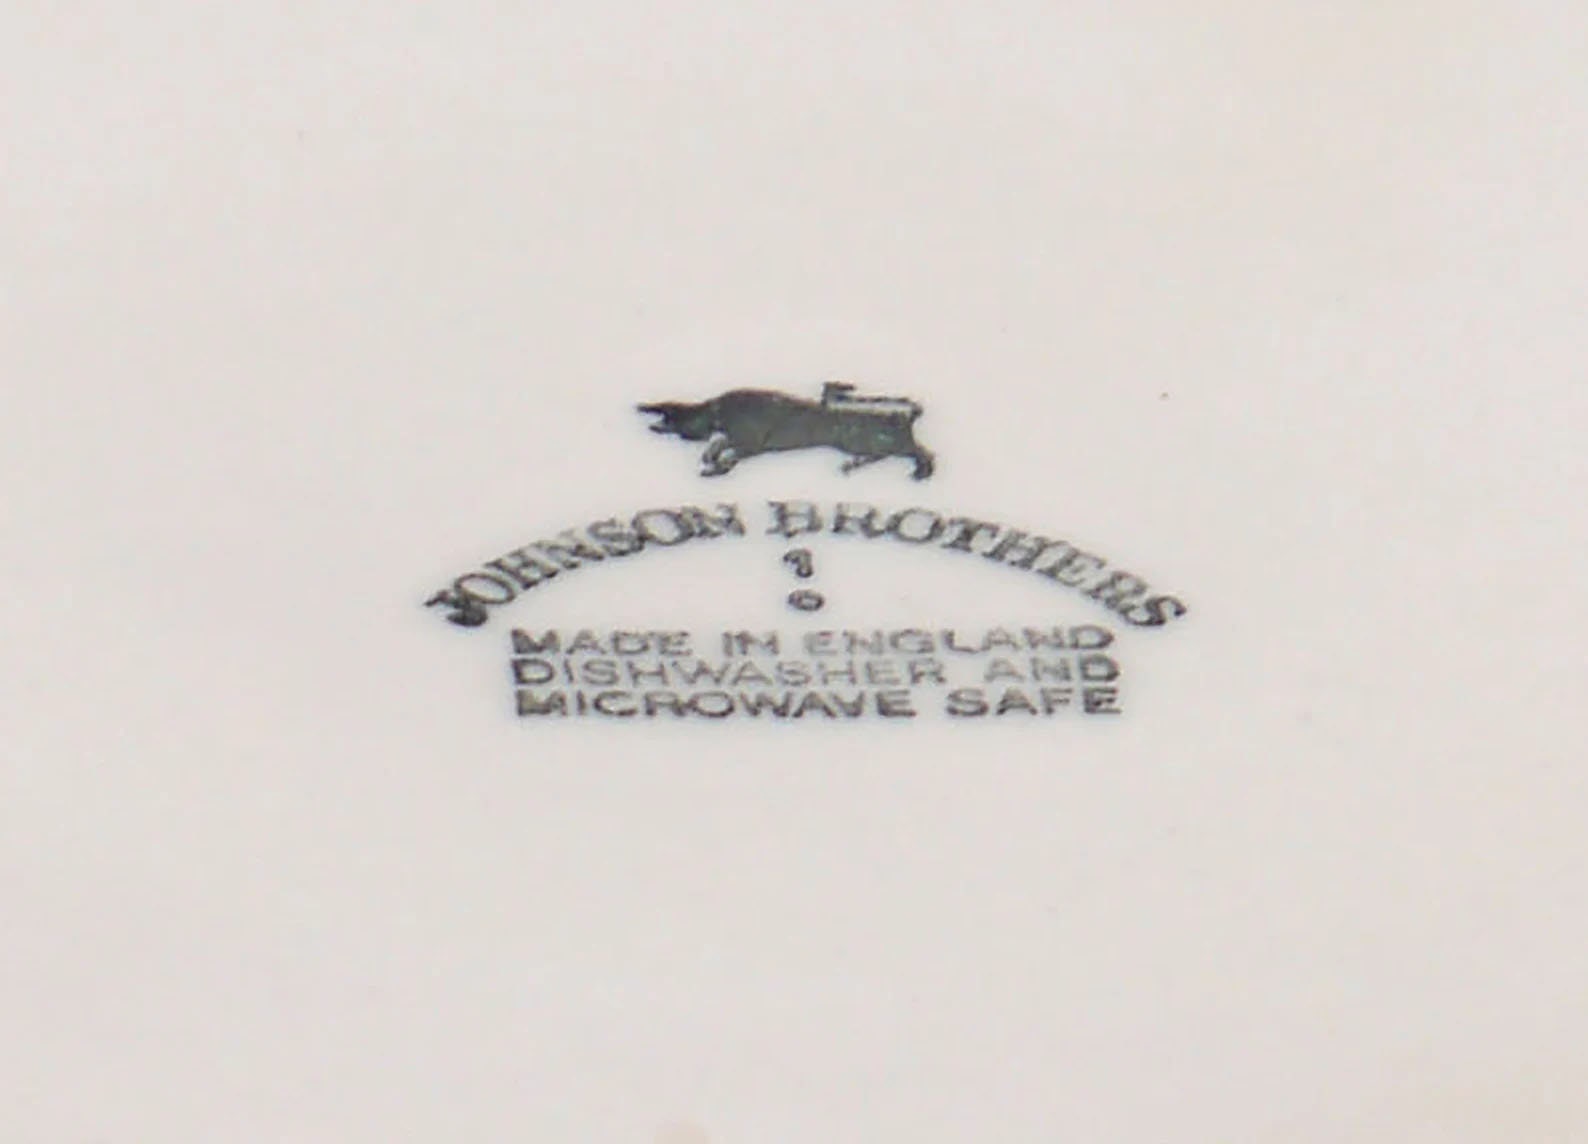 JOHNSON BROTHERS
MADE IN ENGLAND
DISHWASHER AND
MICROWAVE SAFE